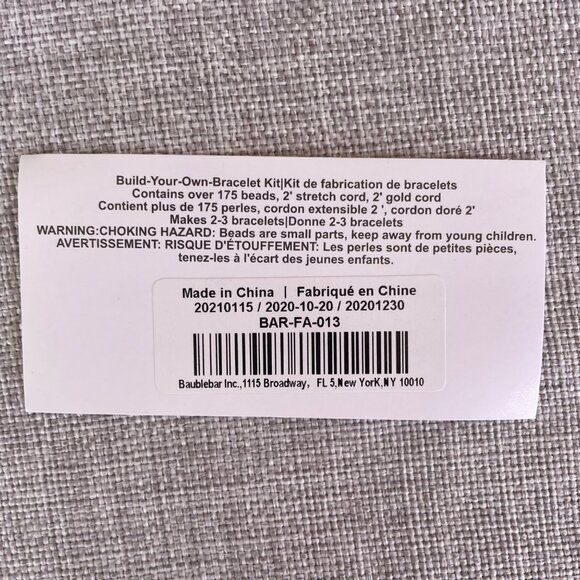 Build-Your-Own-Bracelet Kit|Kit de fabrication de bracelets
Contains over 175 beads, 2' stretch cord, 2' gold cord
Contient plus de 175 perles, cordon extensible 2 ', cordon doré 2'
Makes 2-3 bracelets|Donne 2-3 bracelets
WARNING:CHOKING HAZARD: Beads are small parts, keep away from young children.
AVERTISSEMENT: RISQUE D'ÉTOUFFEMENT: Les perles sont de petites pièces,
tenez-les à l'écart des jeunes enfants.
Made in China | Fabriqué en Chine
20210115 / 2020-10-20 / 20201230
BAR-FA-013
Baublebar Inc.,1115 Broadway, FL 5,New YorK,NY 10010